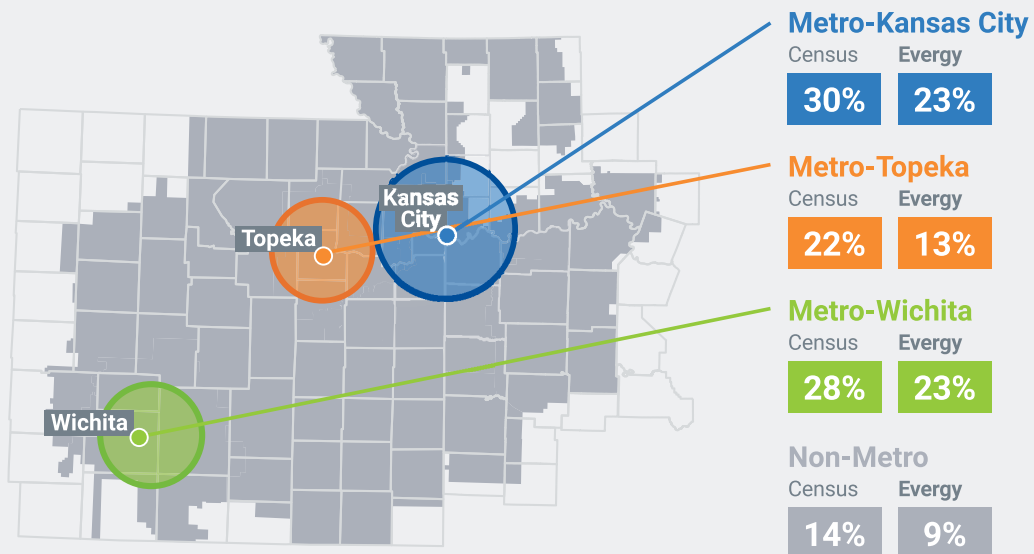 Metro-Kansas City
Census Evergy
30% 23%
Metro-Topeka
Census Evergy
22% 13%
Metro-Wichita
Census Evergy
28% 23%
Non-Metro
Census Evergy
14% 9%
Kansas
City
Topeka
Wichita